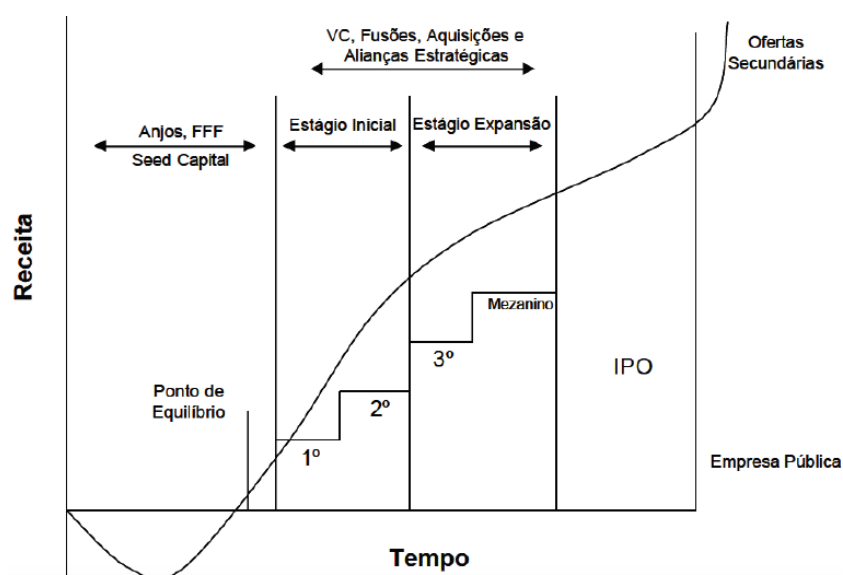 VC, Fusões, Aquisições e
Alianças Estratégicas
Ofertas
Secundárias
Anjos, FFF
Seed Capital
Estágio Inicial
Estágio Expansão
Receita
Mezanino
3º
IPO
Ponto de
Equilíbrio
2º
1º
Empresa Pública
Tempo